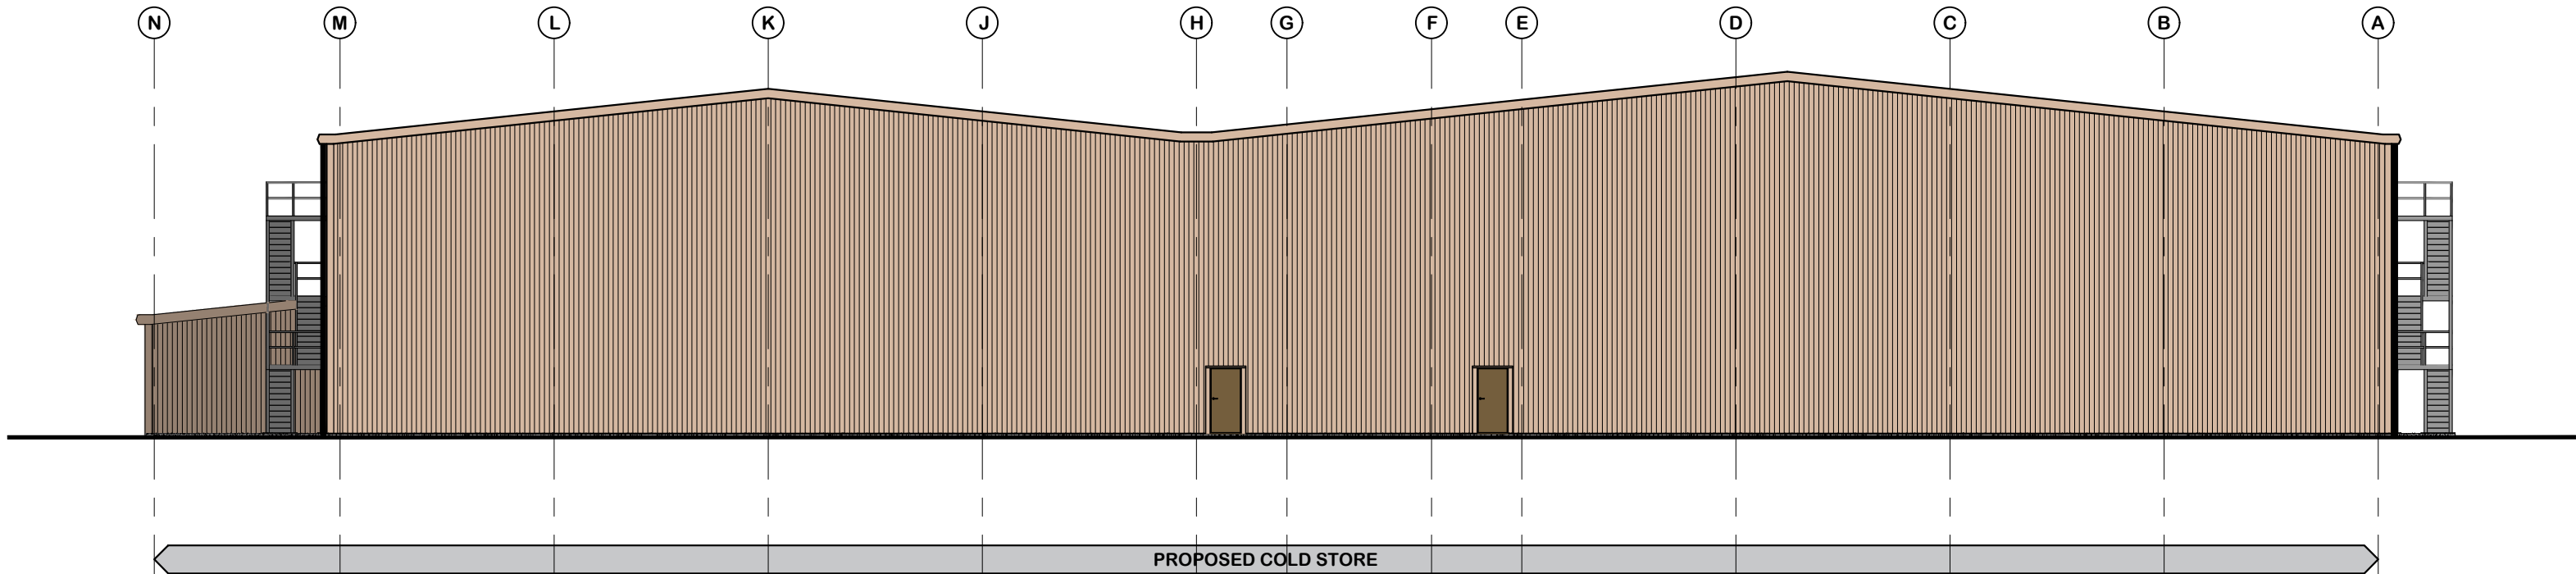 N M L K J H G F E D C B A
PROPOSED COLD STORE